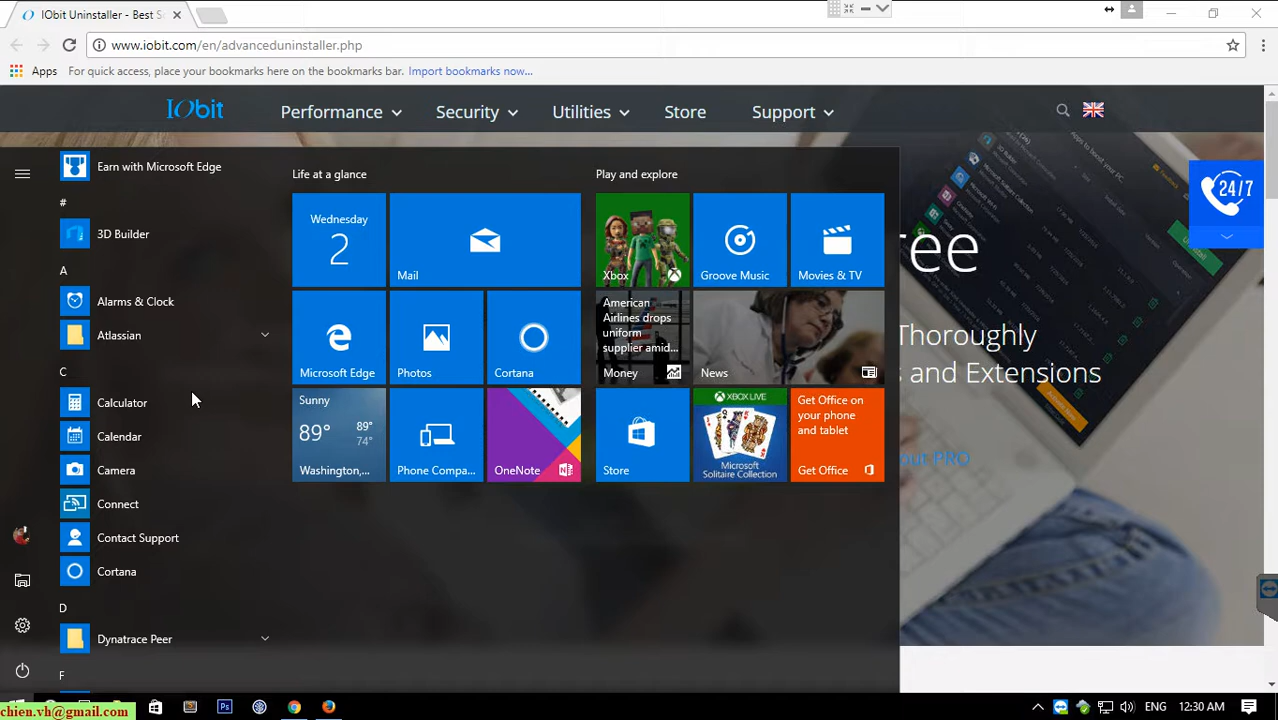 IObit Uninstaller - Best S
www.iobit.com/en/advanceduninstaller.php
Apps For quick access, place your bookmarks here on the bookmarks bar. Import bookmarks now...
IObit Performance Security Utilities Store Support
24/7
ree
Thoroughly
s and Extensions
out PRO
Earn with Microsoft Edge
#
3D Builder
A
Alarms & Clock
Atlassian
C
Calculator
Calendar
Camera
Connect
Contact Support
Cortana
D
Dynatrace Peer
F
Life at a glance
Wednesday
2
Mail
Microsoft Edge
Photos
Cortana
Sunny
89° 89°
74°
Washington,...
Phone Compa...
OneNote
Play and explore
Xbox
Groove Music
Movies & TV
American
Airlines drops
uniform
supplier amid...
Money
News
Store
XBOX LIVE
Microsoft
Solitaire Collection
Get Office on
your phone
and tablet
Get Office
chien.vh@gmail.com
Ps
ENG 12:30 AM